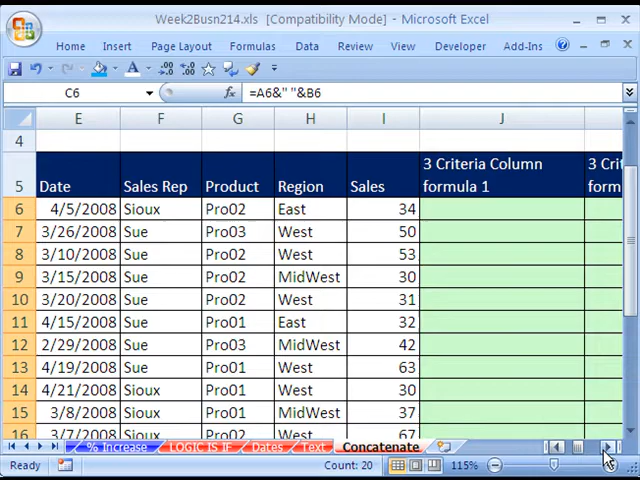 Week2Busn214.xls [Compatibility Mode] - Microsoft Excel
Home Insert Page Layout Formulas Data Review View Developer Add-Ins
C6 fx =A6&" "&B6
E F G H I J
4
3 Criteria Column 3 Crit
5 Date Sales Rep Product Region Sales formula 1 form
6 4/5/2008 Sioux Pro02 East 34
7 3/26/2008 Sue Pro03 West 50
8 3/10/2008 Sue Pro02 West 53
9 3/15/2008 Sue Pro02 MidWest 30
10 3/20/2008 Sue Pro02 West 31
11 4/15/2008 Sue Pro01 East 32
12 2/29/2008 Sue Pro03 MidWest 42
13 4/19/2008 Sue Pro01 West 63
14 4/21/2008 Sioux Pro01 West 30
15 3/8/2008 Sioux Pro01 MidWest 37
16 3/7/2008 Sioux Pro02 West 67
% Increase LOGIC IS IF Dates Text Concatenate
Ready Count: 20 115%